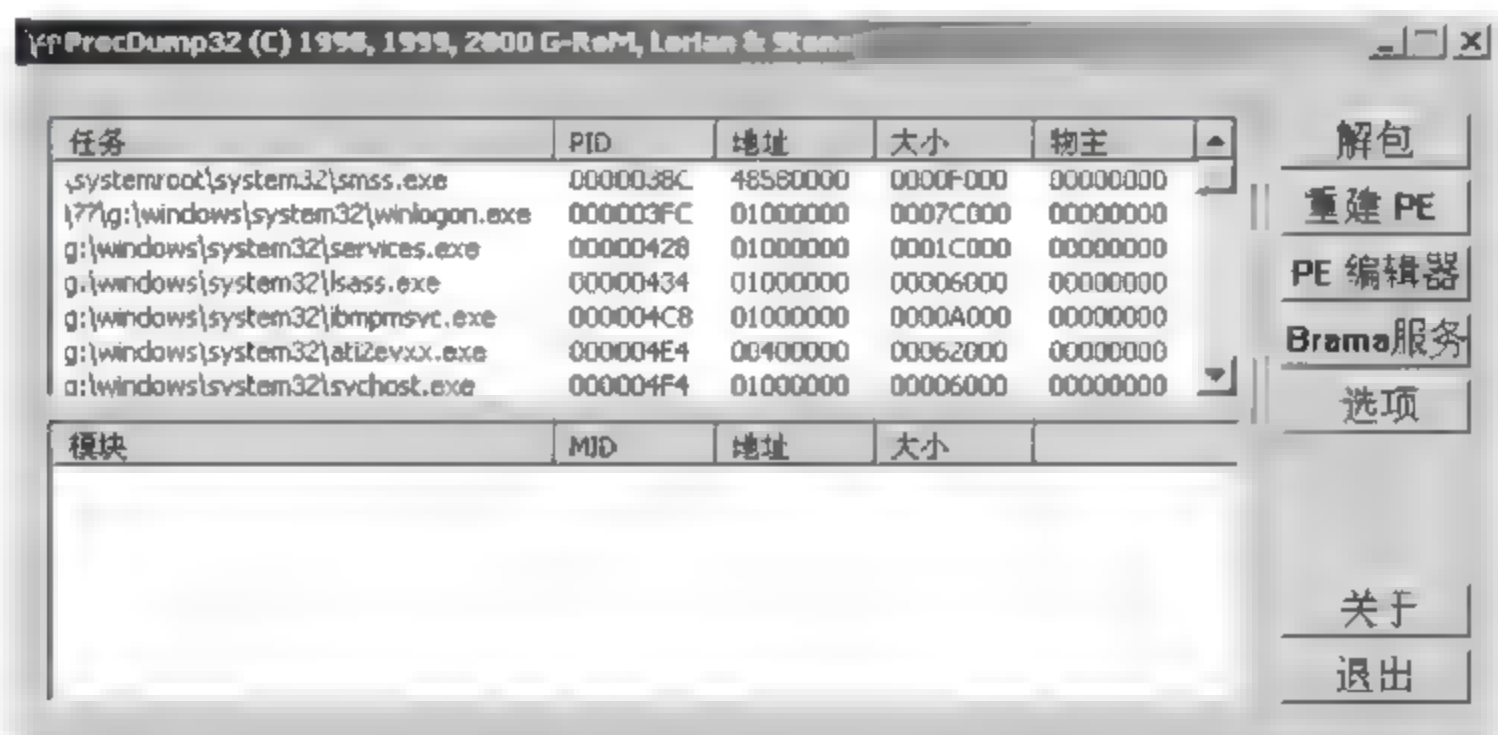 ProcDump32 (C) 1998, 1999, 2000 G-RoM, Lorian & Stone
任务 PID 地址 大小 物主
\systemroot\system32\smss.exe 0000038C 48580000 0000F000 00000000
\??\g:\windows\system32\winlogon.exe 000003FC 01000000 0007C000 00000000
g:\windows\system32\services.exe 00000428 01000000 0001C000 00000000
g:\windows\system32\lsass.exe 00000434 01000000 00006000 00000000
g:\windows\system32\ibmpmsvc.exe 000004C8 01000000 0000A000 00000000
g:\windows\system32\ati2evxx.exe 000004E4 00400000 00062000 00000000
g:\windows\system32\svchost.exe 000004F4 01000000 00006000 00000000
模块 MID 地址 大小
解包
重建 PE
PE 编辑器
Brama服务
选项
关于
退出